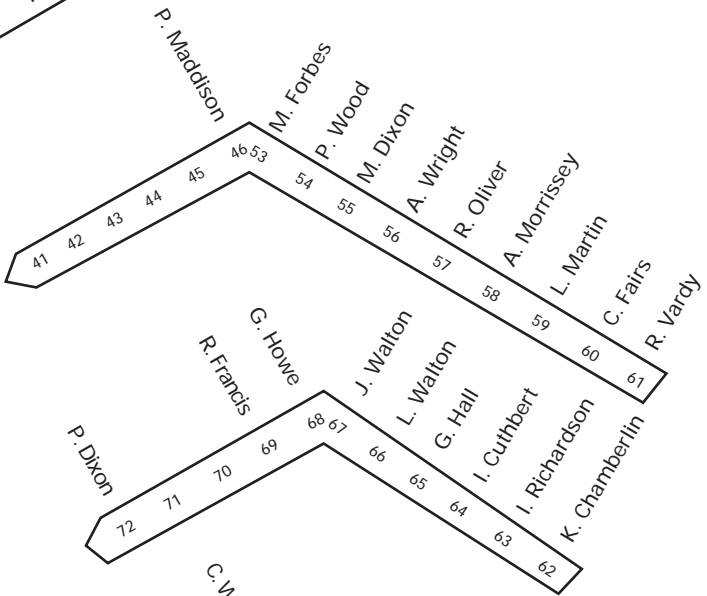 P. Maddison
M. Forbes
P. Wood
M. Dixon
A. Wright
R. Oliver
A. Morrissey
L. Martin
C. Fairs
R. Vardy
41
42
43
44
45
46
53
54
55
56
57
58
59
60
61
P. Dixon
R. Francis
G. Howe
J. Walton
L. Walton
G. Hall
I. Cuthbert
I. Richardson
K. Chamberlin
72
71
70
69
68
67
66
65
64
63
62